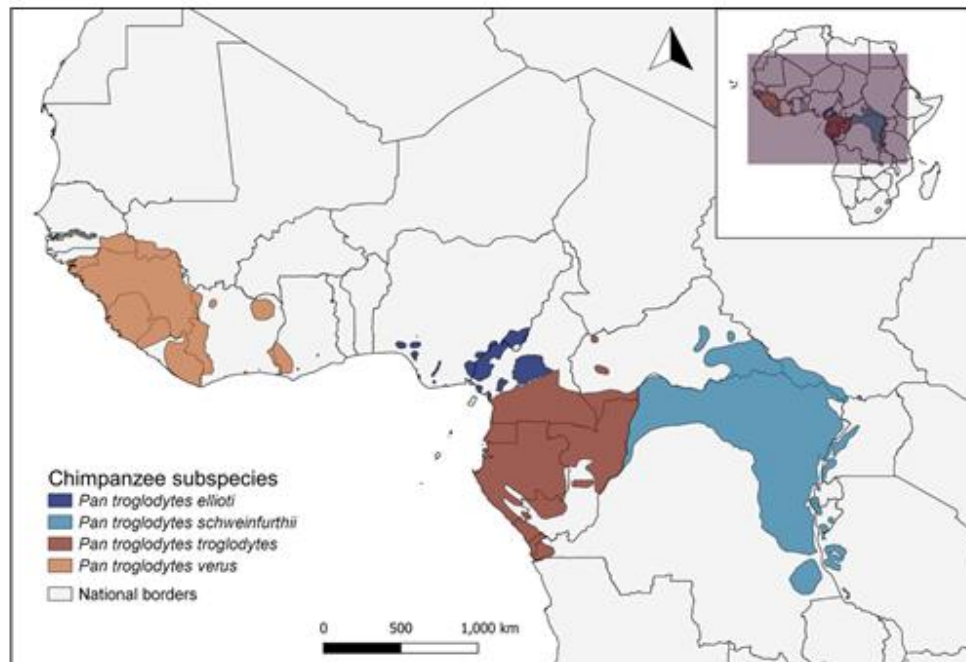 Chimpanzee subspecies
Pan troglodytes ellioti
Pan troglodytes schweinfurthii
Pan troglodytes troglodytes
Pan troglodytes verus
National borders
0 500 1,000 km